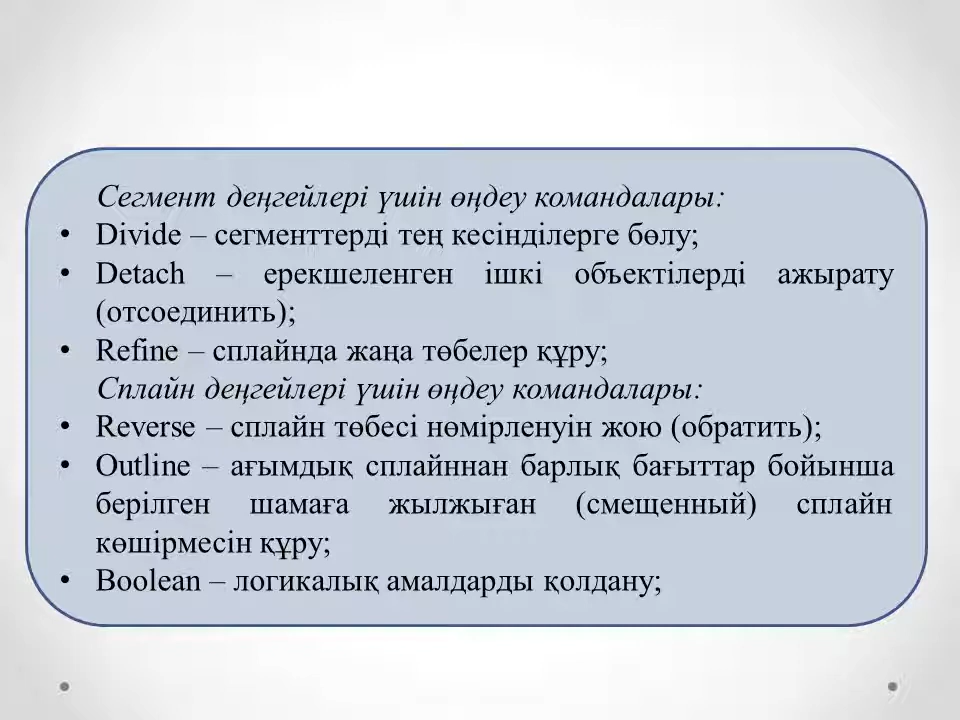 Сегмент деңгейлері үшін өңдеу командалары:
• Divide – сегменттерді тең кесінділерге бөлу;
• Detach – ерекшеленген ішкі объектілерді ажырату
(отсоединить);
• Refine – сплайнда жаңа төбелер құру;
Сплайн деңгейлері үшін өңдеу командалары:
• Reverse – сплайн төбесі нөмірленуін жою (обратить);
• Outline – ағымдық сплайннан барлық бағыттар бойынша
берілген шамаға жылжыған (смещенный) сплайн
көшірмесін құру;
• Boolean – логикалық амалдарды қолдану;